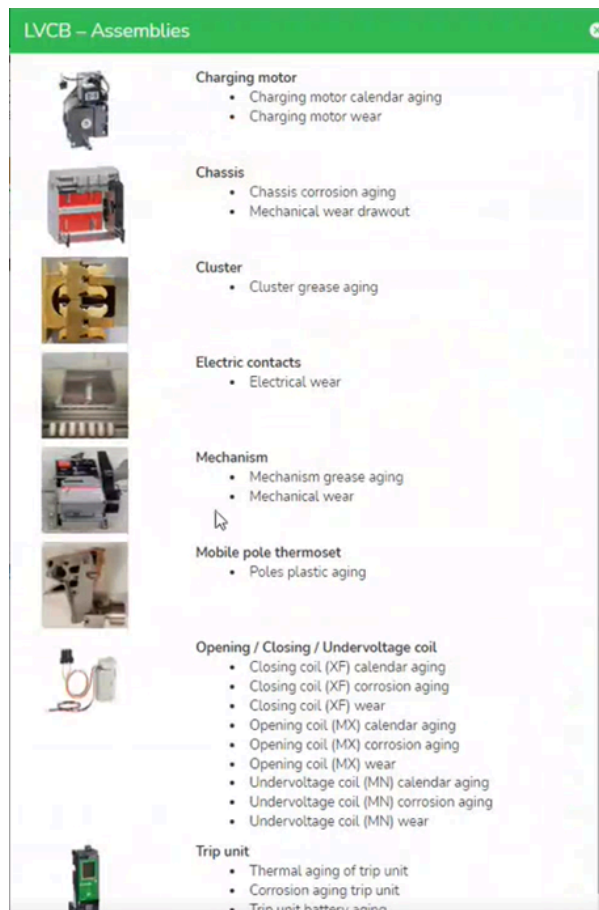 LVCB – Assemblies
Charging motor
• Charging motor calendar aging
• Charging motor wear
Chassis
• Chassis corrosion aging
• Mechanical wear drawout
Cluster
• Cluster grease aging
Electric contacts
• Electrical wear
Mechanism
• Mechanism grease aging
• Mechanical wear
Mobile pole thermoset
• Poles plastic aging
Opening / Closing / Undervoltage coil
• Closing coil (XF) calendar aging
• Closing coil (XF) corrosion aging
• Closing coil (XF) wear
• Opening coil (MX) calendar aging
• Opening coil (MX) corrosion aging
• Opening coil (MX) wear
• Undervoltage coil (MN) calendar aging
• Undervoltage coil (MN) corrosion aging
• Undervoltage coil (MN) wear
Trip unit
• Thermal aging of trip unit
• Corrosion aging trip unit
• Trip unit battery aging